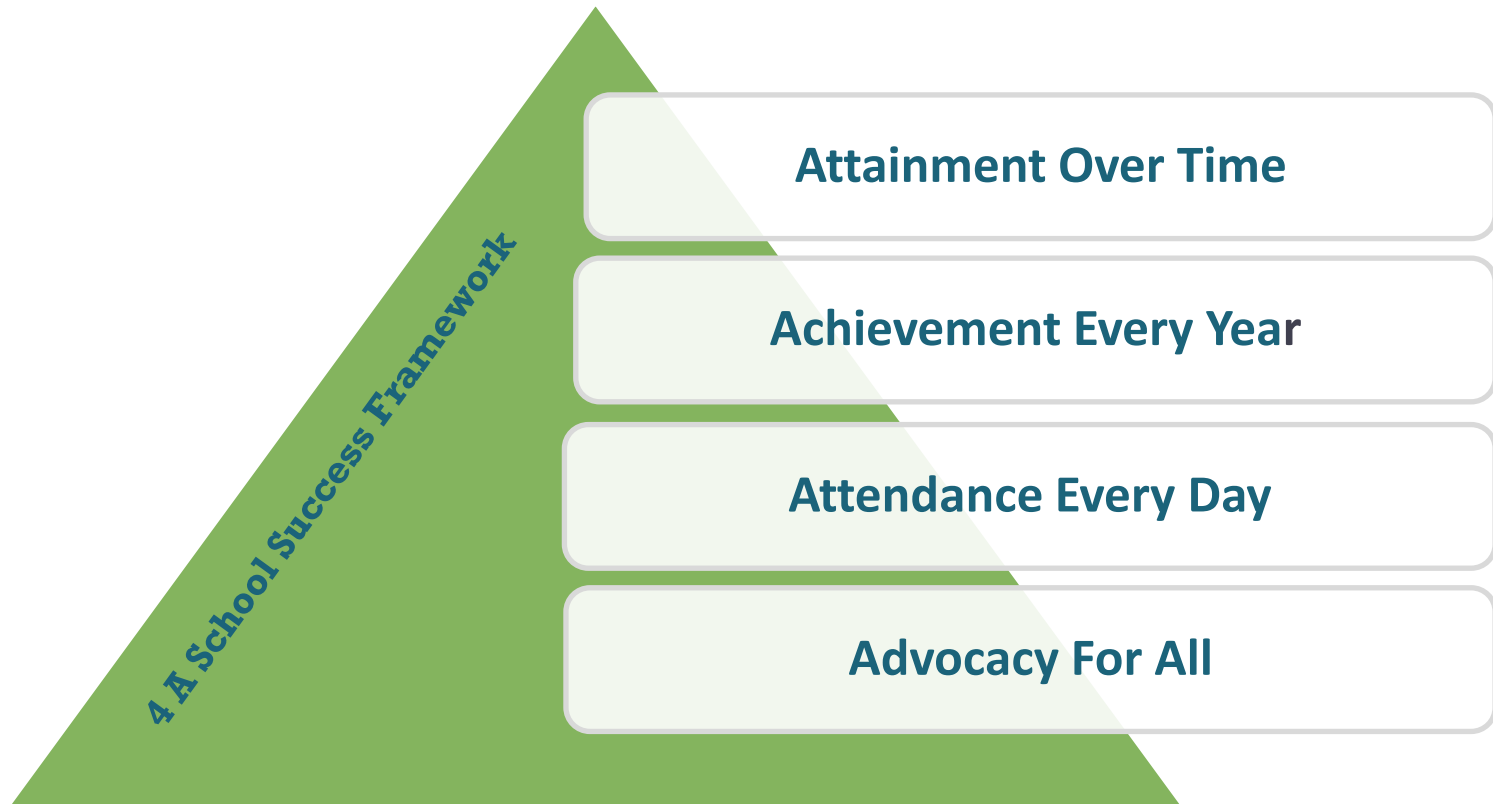 4 A School Success Framework
Attainment Over Time
Achievement Every Year
Attendance Every Day
Advocacy For All